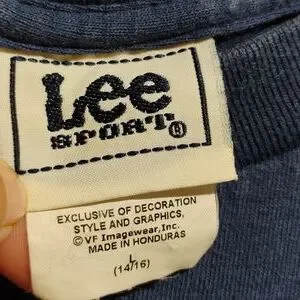 Lee
SPORT®
EXCLUSIVE OF DECORATION
STYLE AND GRAPHICS,
©VF Imagewear,Inc.
MADE IN HONDURAS
L
(14/16)